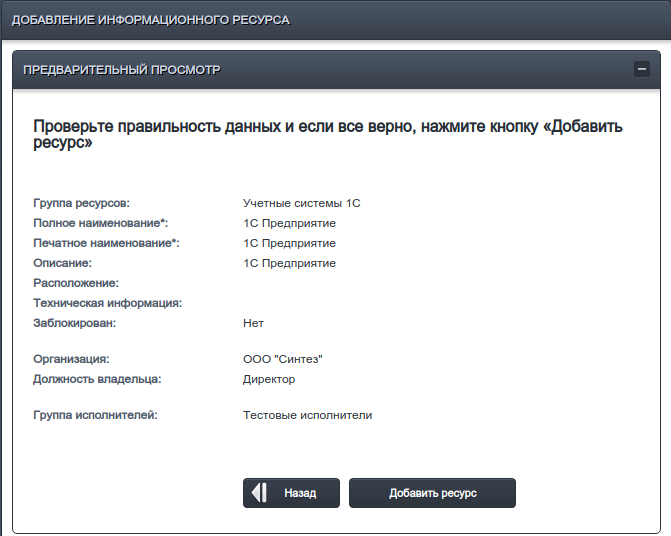 ДОБАВЛЕНИЕ ИНФОРМАЦИОННОГО РЕСУРСА
ПРЕДВАРИТЕЛЬНЫЙ ПРОСМОТР
Проверьте правильность данных и если все верно, нажмите кнопку «Добавить
ресурс»
Группа ресурсов: Учетные системы 1С
Полное наименование*: 1С Предприятие
Печатное наименование*: 1С Предприятие
Описание: 1С Предприятие
Расположение:
Техническая информация:
Заблокирован: Нет
Организация: ООО "Синтез"
Должность владельца: Директор
Группа исполнителей: Тестовые исполнители
Назад Добавить ресурс